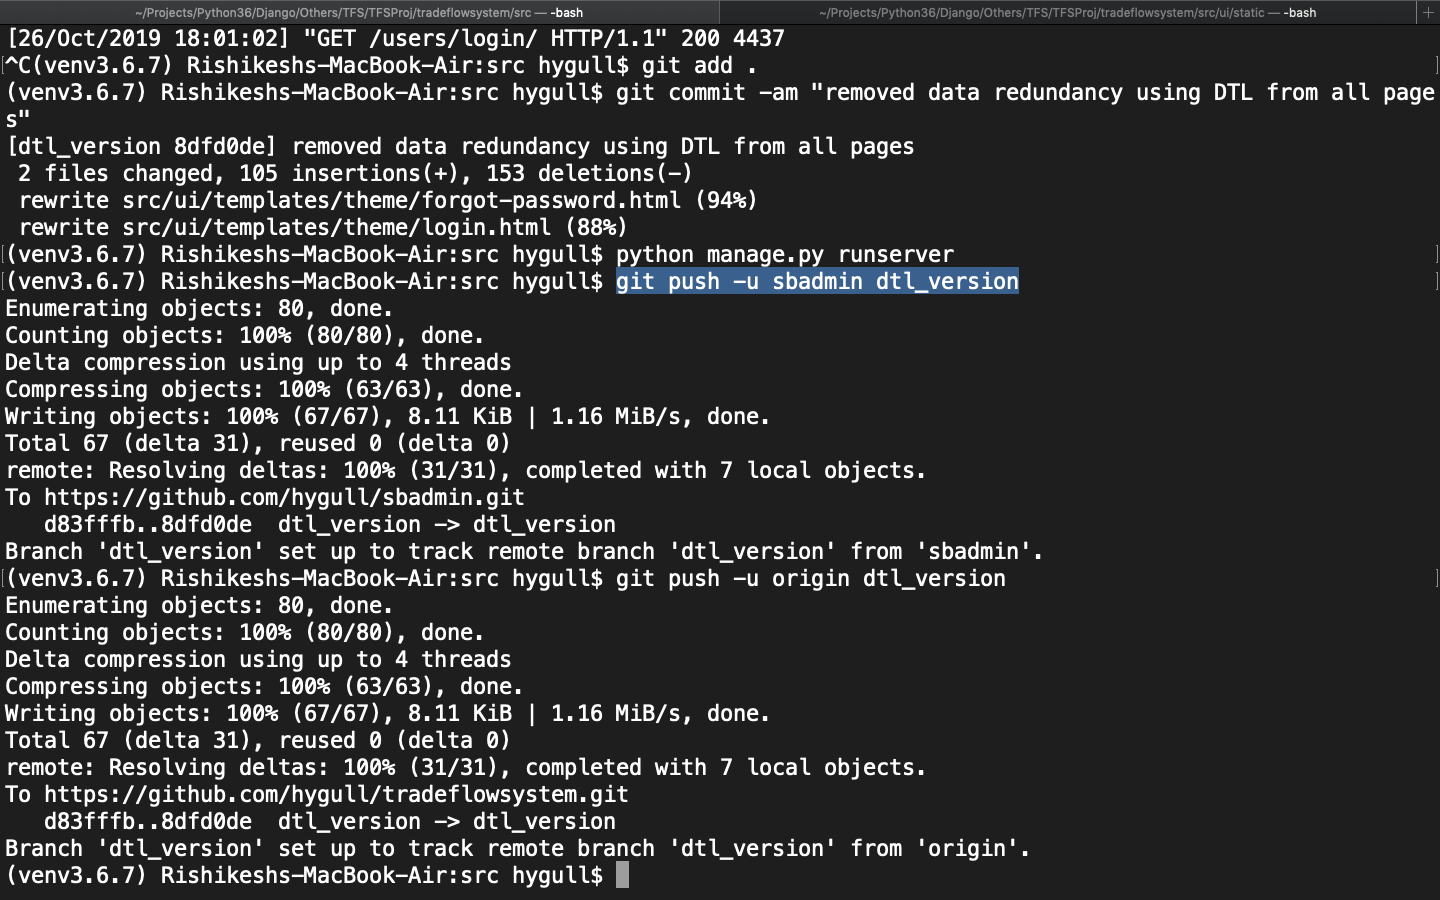 ~/Projects/Python36/Django/Others/TFS/TFSProj/tradeflowsystem/src — -bash
~/Projects/Python36/Django/Others/TFS/TFSProj/tradeflowsystem/src/ui/static — -bash
+
[26/Oct/2019 18:01:02] "GET /users/login/ HTTP/1.1" 200 4437
[^C(venv3.6.7) Rishikeshs-MacBook-Air:src hygull$ git add . ]
(venv3.6.7) Rishikeshs-MacBook-Air:src hygull$ git commit -am "removed data redundancy using DTL from all page
s"
[dtl_version 8dfd0de] removed data redundancy using DTL from all pages
 2 files changed, 105 insertions(+), 153 deletions(-)
 rewrite src/ui/templates/theme/forgot-password.html (94%)
 rewrite src/ui/templates/theme/login.html (88%)
[(venv3.6.7) Rishikeshs-MacBook-Air:src hygull$ python manage.py runserver ]
[(venv3.6.7) Rishikeshs-MacBook-Air:src hygull$ git push -u sbadmin dtl_version ]
Enumerating objects: 80, done.
Counting objects: 100% (80/80), done.
Delta compression using up to 4 threads
Compressing objects: 100% (63/63), done.
Writing objects: 100% (67/67), 8.11 KiB | 1.16 MiB/s, done.
Total 67 (delta 31), reused 0 (delta 0)
remote: Resolving deltas: 100% (31/31), completed with 7 local objects.
To https://github.com/hygull/sbadmin.git
   d83fffb..8dfd0de  dtl_version -> dtl_version
Branch 'dtl_version' set up to track remote branch 'dtl_version' from 'sbadmin'.
[(venv3.6.7) Rishikeshs-MacBook-Air:src hygull$ git push -u origin dtl_version ]
Enumerating objects: 80, done.
Counting objects: 100% (80/80), done.
Delta compression using up to 4 threads
Compressing objects: 100% (63/63), done.
Writing objects: 100% (67/67), 8.11 KiB | 1.16 MiB/s, done.
Total 67 (delta 31), reused 0 (delta 0)
remote: Resolving deltas: 100% (31/31), completed with 7 local objects.
To https://github.com/hygull/tradeflowsystem.git
   d83fffb..8dfd0de  dtl_version -> dtl_version
Branch 'dtl_version' set up to track remote branch 'dtl_version' from 'origin'.
(venv3.6.7) Rishikeshs-MacBook-Air:src hygull$